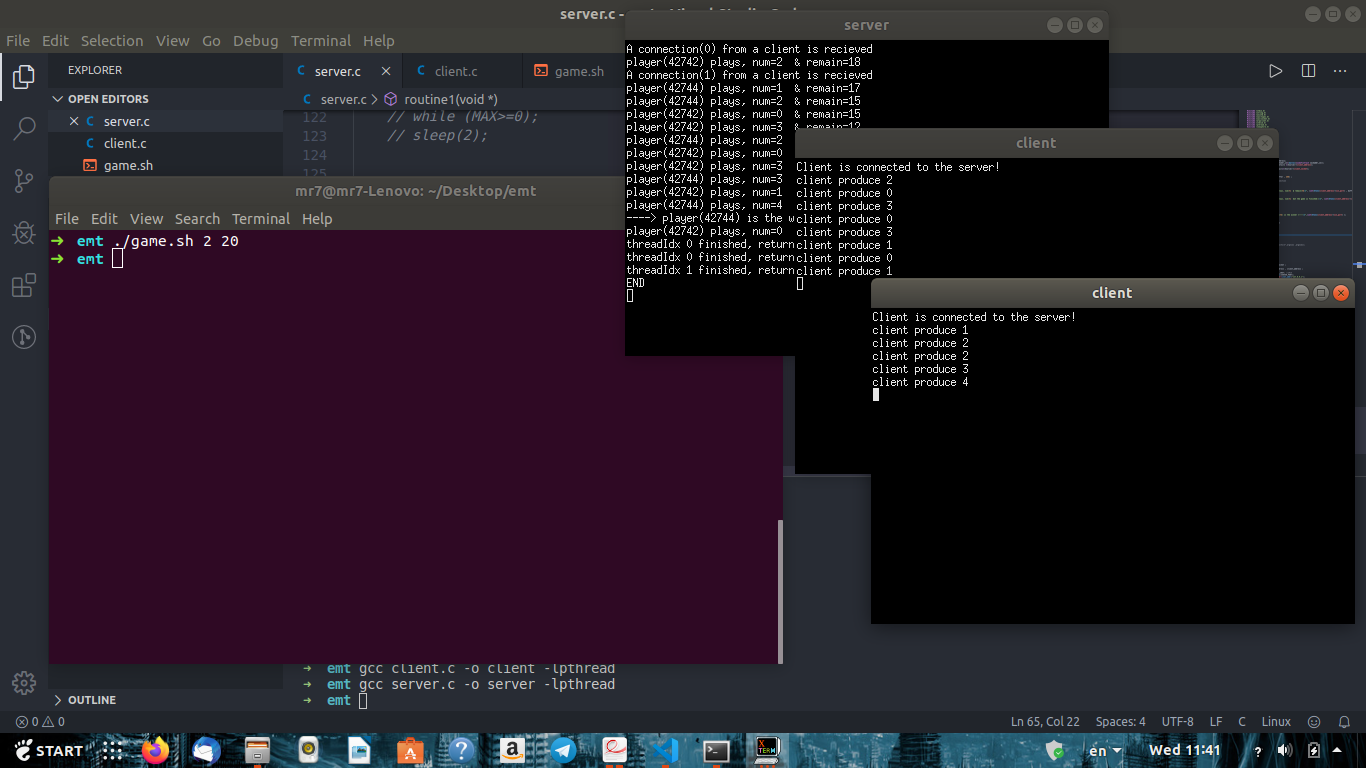 server.c -
File Edit Selection View Go Debug Terminal Help
EXPLORER
OPEN EDITORS
server.c
client.c
game.sh
server.c
client.c
game.sh
server.c > routine1(void *)
122 // while (MAX>=0);
123 // sleep(2);
124
125
mr7@mr7-Lenovo: ~/Desktop/emt
File Edit View Search Terminal Help
➜ emt ./game.sh 2 20
➜ emt
server
A connection(0) from a client is recieved
player(42742) plays, num=2 & remain=18
A connection(1) from a client is recieved
player(42744) plays, num=1 & remain=17
player(42744) plays, num=2 & remain=15
player(42742) plays, num=0 & remain=15
player(42742) plays, num=3 & remain=12
player(42744) plays, num=2
player(42742) plays, num=0
player(42742) plays, num=3
player(42744) plays, num=3
player(42742) plays, num=1
player(42744) plays, num=4
----> player(42744) is the w
player(42742) plays, num=0
threadIdx 0 finished, return
threadIdx 0 finished, return
threadIdx 1 finished, return
END
client
Client is connected to the server!
client produce 2
client produce 0
client produce 3
client produce 0
client produce 3
client produce 1
client produce 0
client produce 1
client
Client is connected to the server!
client produce 1
client produce 2
client produce 2
client produce 3
client produce 4
➜ emt gcc client.c -o client -lpthread
➜ emt gcc server.c -o server -lpthread
➜ emt
OUTLINE
0 0
Ln 65, Col 22 Spaces: 4 UTF-8 LF C Linux
START
en
Wed 11:41